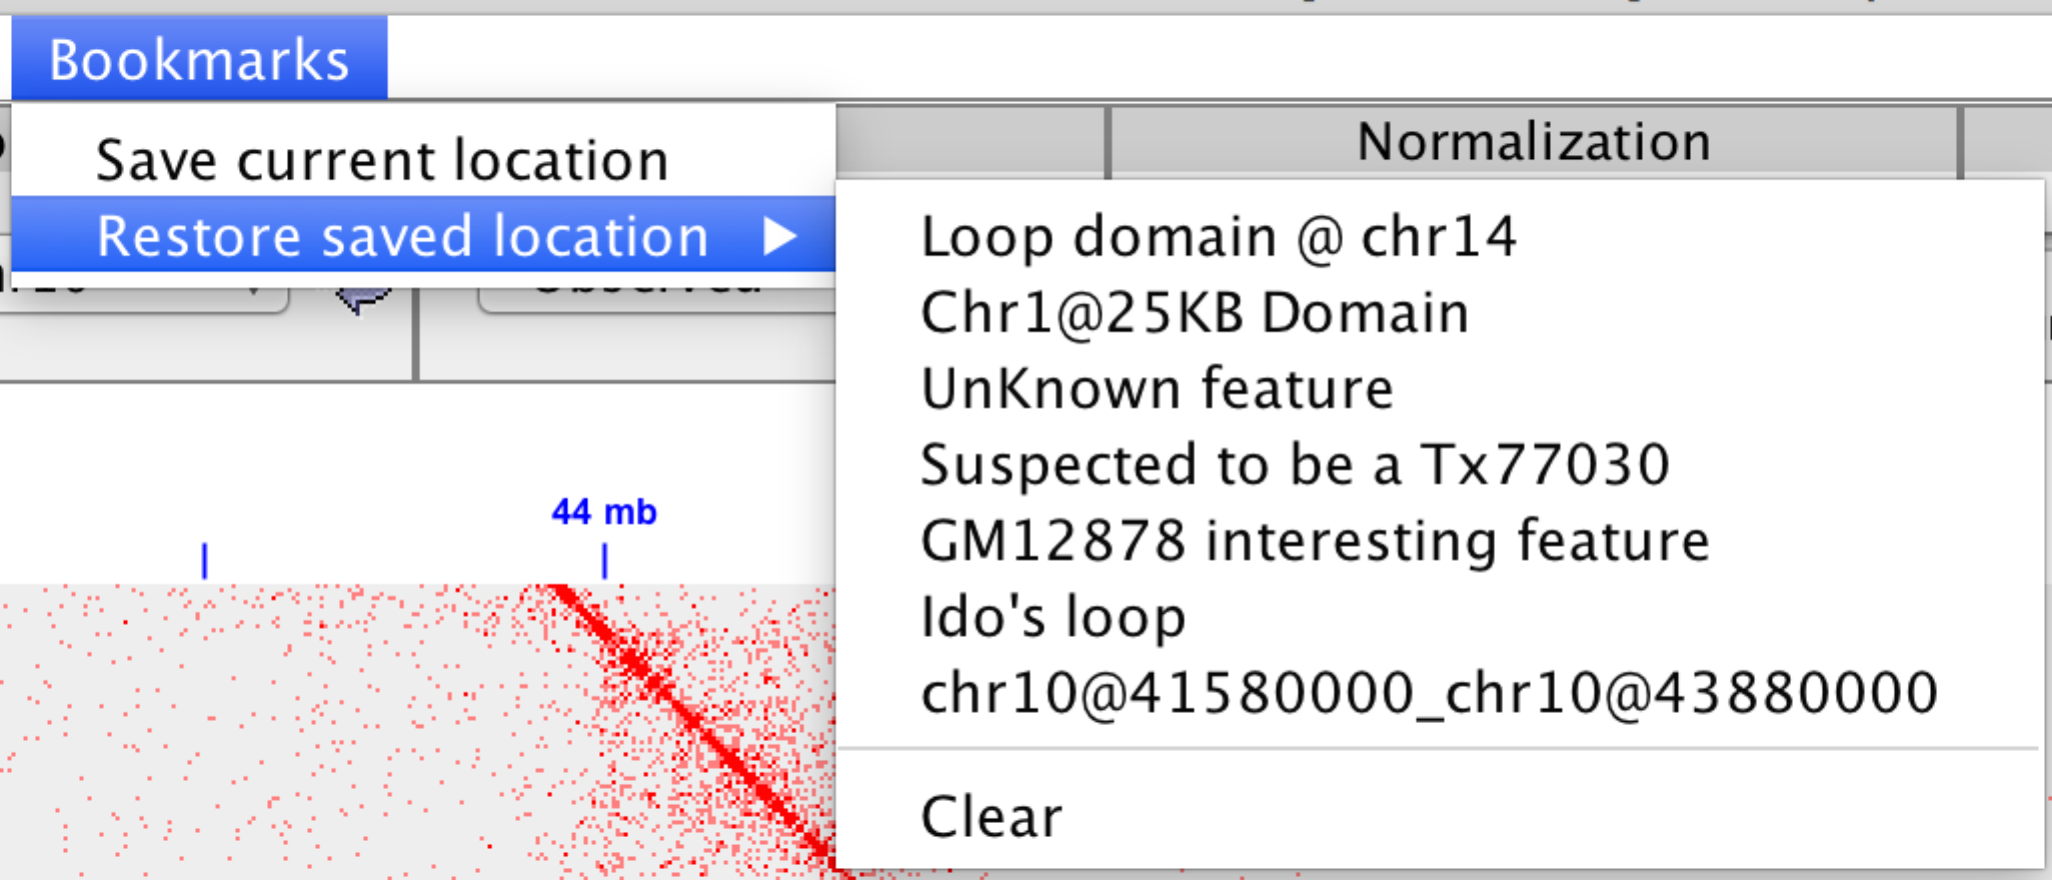 Bookmarks
Save current location
Normalization
Restore saved location
Loop domain @ chr14
Chr1@25KB Domain
UnKnown feature
Suspected to be a Tx77030
44 mb
GM12878 interesting feature
Ido's loop
chr10@41580000_chr10@43880000
Clear